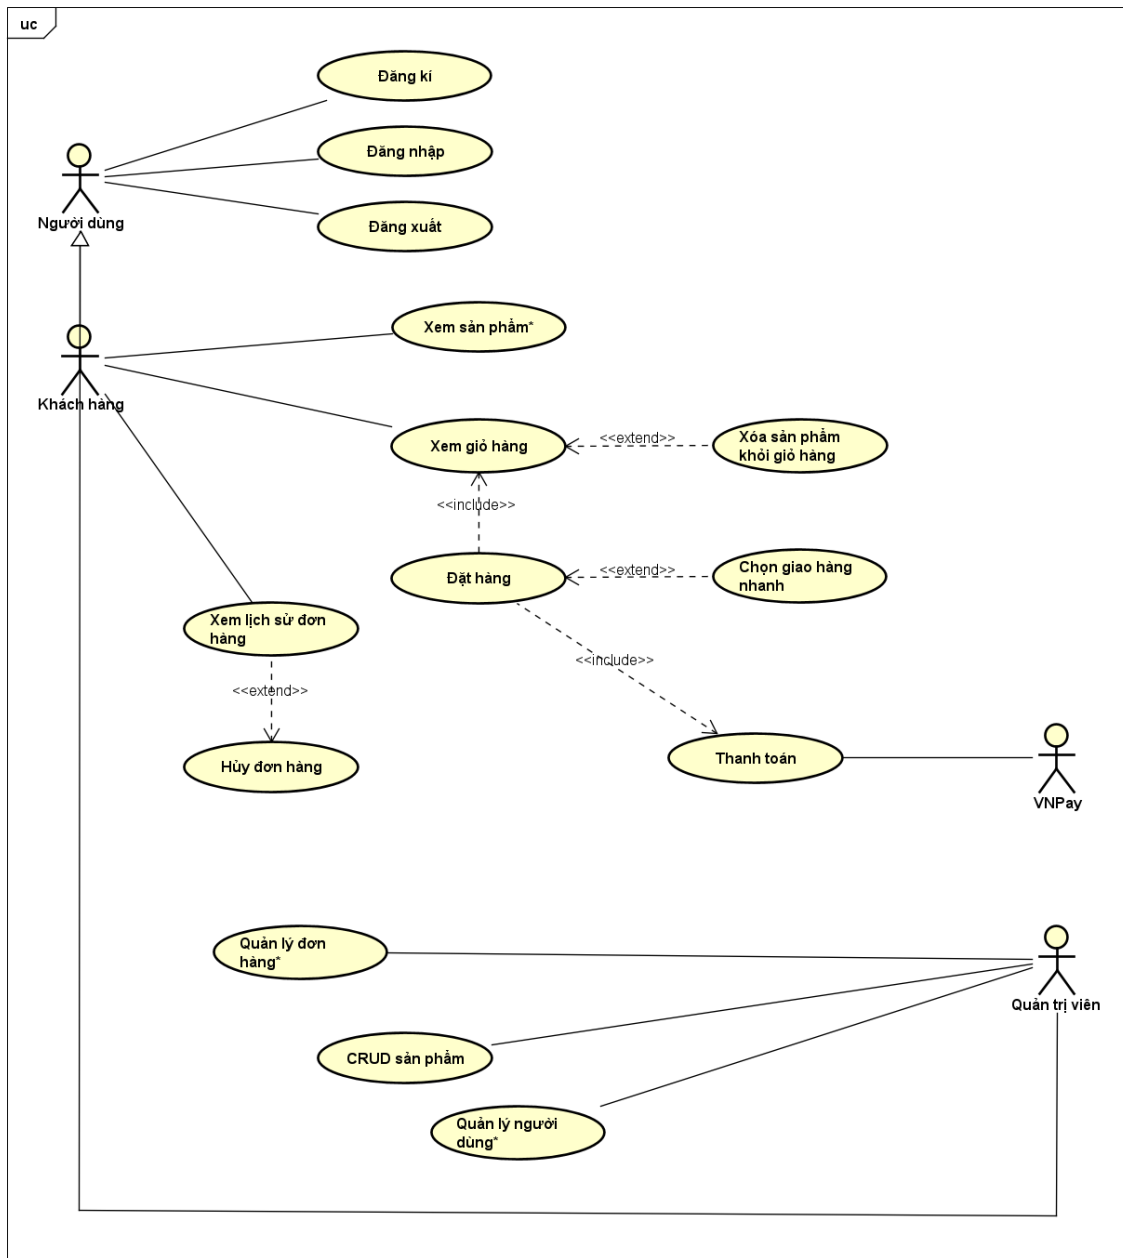 uc
Đăng kí
Đăng nhập
Người dùng
Đăng xuất
Xem sản phẩm*
Khách hàng
Xem giỏ hàng
<<extend>>
Xóa sản phẩm
khỏi giỏ hàng
<<include>>
Đặt hàng
<<extend>>
Chọn giao hàng
nhanh
Xem lịch sử đơn
hàng
<<include>>
<<extend>>
Hủy đơn hàng
Thanh toán
VNPay
Quản lý đơn
hàng*
Quản trị viên
CRUD sản phẩm
Quản lý người
dùng*